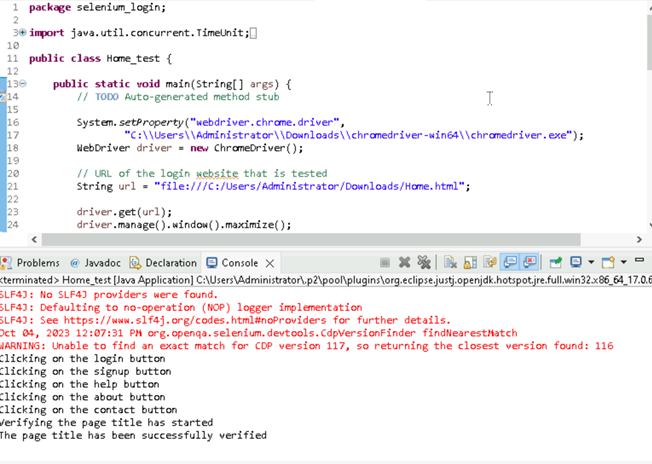 1 package selenium_login;
2
3 import java.util.concurrent.TimeUnit;
10
11 public class Home_test {
12
13 public static void main(String[] args) {
14 // TODO Auto-generated method stub
15
16 System.setProperty("webdriver.chrome.driver",
17 "C:\\Users\\Administrator\\Downloads\\chromedriver-win64\\chromedriver.exe");
18 WebDriver driver = new ChromeDriver();
19
20 // URL of the login website that is tested
21 String url = "file:///C:/Users/Administrator/Downloads/Home.html";
22
23 driver.get(url);
24 driver.manage().window().maximize();
Problems Javadoc Declaration Console
<terminated> Home_test [Java Application] C:\Users\Administrator\.p2\pool\plugins\org.eclipse.justj.openjdk.hotspot.jre.full.win32.x86_64_17.0.6
SLF4J: No SLF4J providers were found.
SLF4J: Defaulting to no-operation (NOP) logger implementation
SLF4J: See https://www.slf4j.org/codes.html#noProviders for further details.
Oct 04, 2023 12:07:31 PM org.openqa.selenium.devtools.CdpVersionFinder findNearestMatch
WARNING: Unable to find an exact match for CDP version 117, so returning the closest version found: 116
Clicking on the login button
Clicking on the signup button
Clicking on the help button
Clicking on the about button
Clicking on the contact button
Verifying the page title has started
The page title has been successfully verified